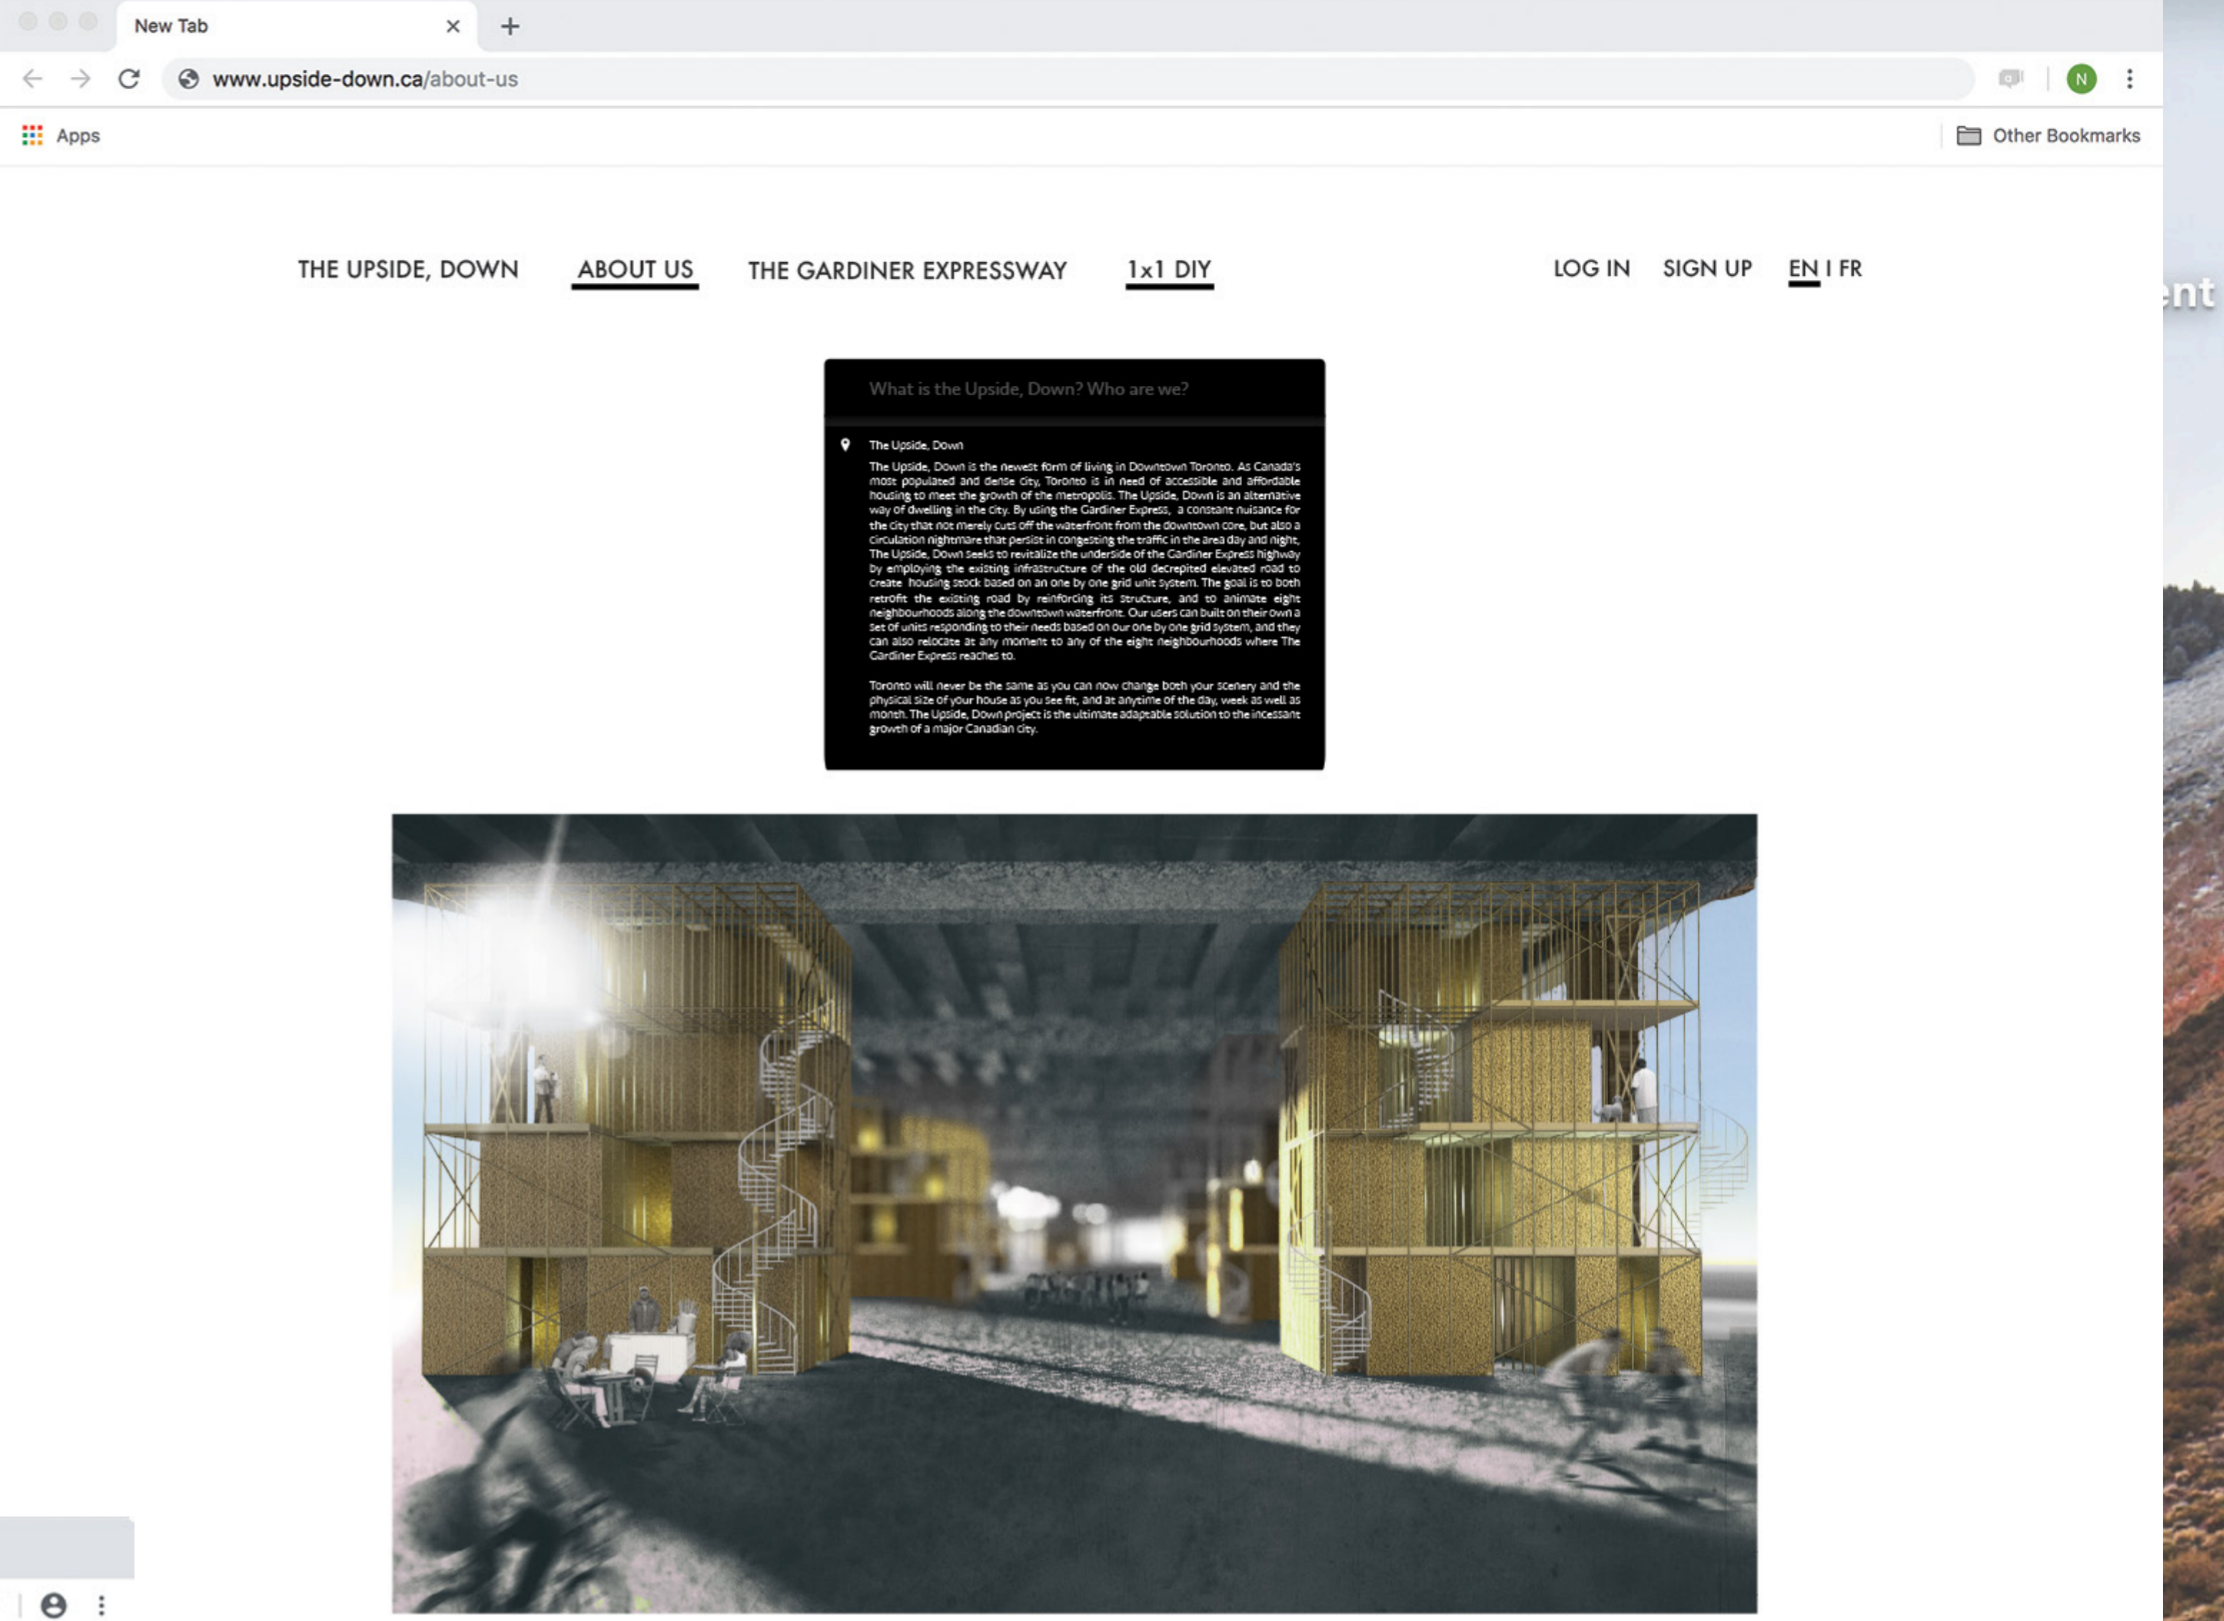 New Tab
www.upside-down.ca/about-us
N
Apps
Other Bookmarks
THE UPSIDE, DOWN ABOUT US THE GARDINER EXPRESSWAY 1x1 DIY LOG IN SIGN UP EN I FR
ent
What is the Upside, Down? Who are we?
The Upside, Down
The Upside, Down is the newest form of living in Downtown Toronto. As Canada's
most populated and dense city, Toronto is in need of accessible and affordable
housing to meet the growth of the metropolis. The Upside, Down is an alternative
way of dwelling in the city. By using the Gardiner Express, a constant nuisance for
the city that not merely cuts off the waterfront from the downtown core, but also a
circulation nightmare that persist in congesting the traffic in the area day and night,
The Upside, Down seeks to revitalize the underside of the Gardiner Express highway
by employing the existing infrastructure of the old decrepited elevated road to
create housing stock based on an one by one grid unit system. The goal is to both
retrofit the existing road by reinforcing its structure, and to animate eight
neighbourhoods along the downtown waterfront. Our users can built on their own a
set of units responding to their needs based on our one by one grid system, and they
can also relocate at any moment to any of the eight neighbourhoods where The
Gardiner Express reaches to.
Toronto will never be the same as you can now change both your scenery and the
physical size of your house as you see fit, and at anytime of the day, week as well as
month. The Upside, Down project is the ultimate adaptable solution to the incessant
growth of a major Canadian city.